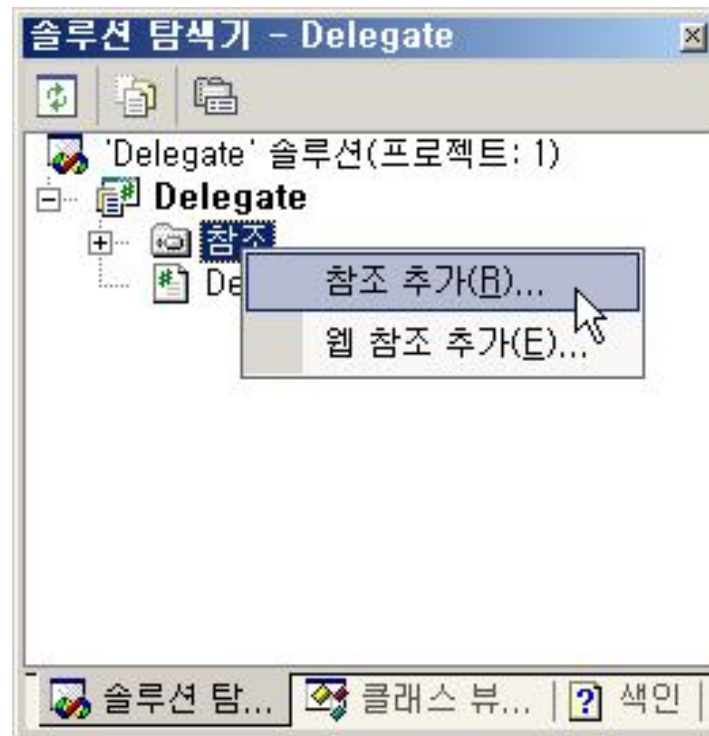 솔루션 탐색기 - Delegate
'Delegate' 솔루션(프로젝트: 1)
Delegate
참조
De
참조 추가(R)...
웹 참조 추가(E)...
솔루션 탐... 클래스 뷰... 색인